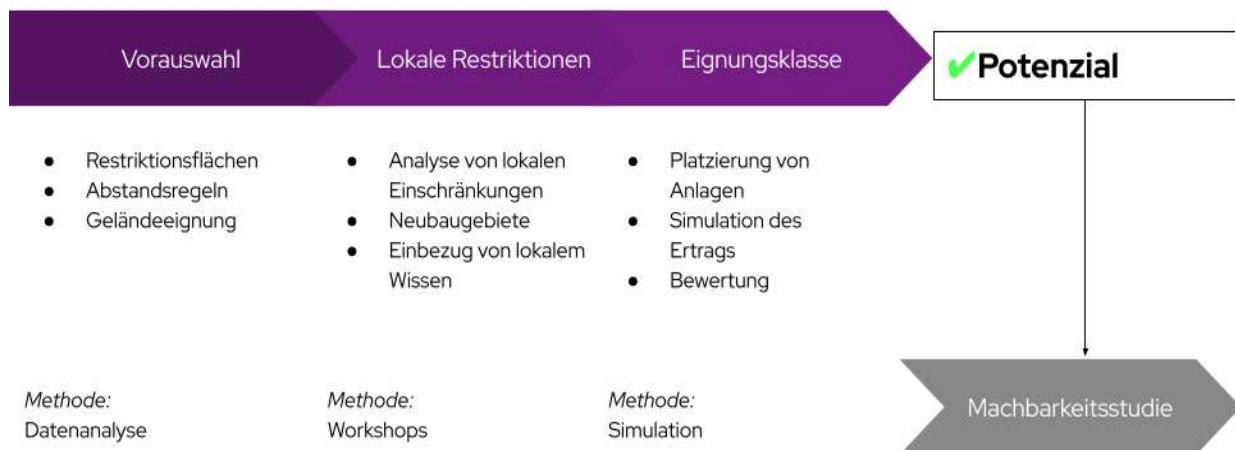 Vorauswahl
Lokale Restriktionen
Eignungsklasse
✔Potenzial
● Restriktionsflächen
● Abstandsregeln
● Geländeeignung
● Analyse von lokalen
Einschränkungen
● Neubaugebiete
● Einbezug von lokalem
Wissen
● Platzierung von
Anlagen
● Simulation des
Ertrags
● Bewertung
Methode:
Datenanalyse
Methode:
Workshops
Methode:
Simulation
Machbarkeitsstudie